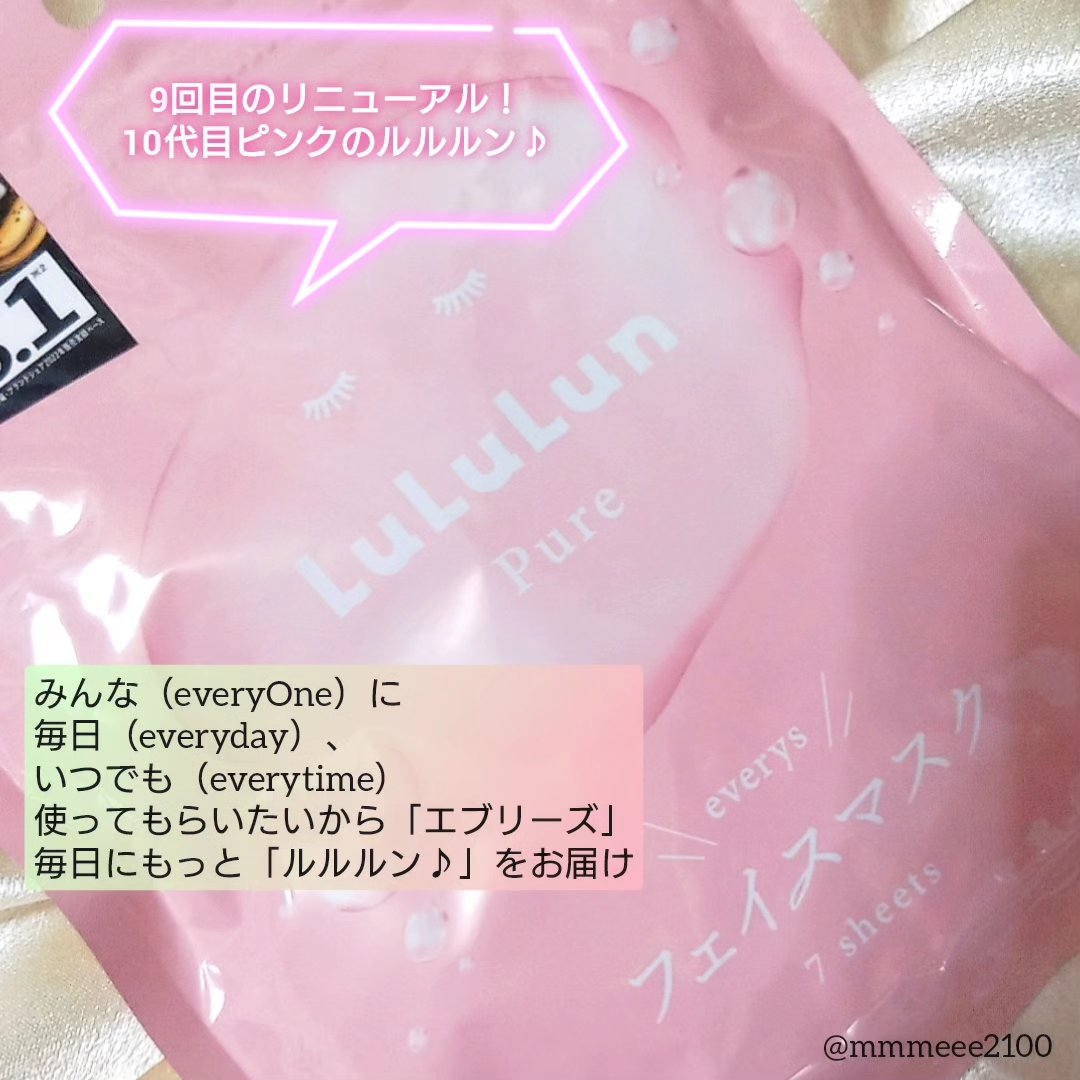 9回目のリニューアル！
10代目ピンクのルルルン♪
.1
※2
LuLuLun
Pure
みんな（everyOne）に
毎日（everyday）、
いつでも（everytime）
使ってもらいたいから「エブリーズ」
毎日にもっと「ルルルン♪」をお届け
everys
フェイスマスク
7 sheets
@mmmeee2100